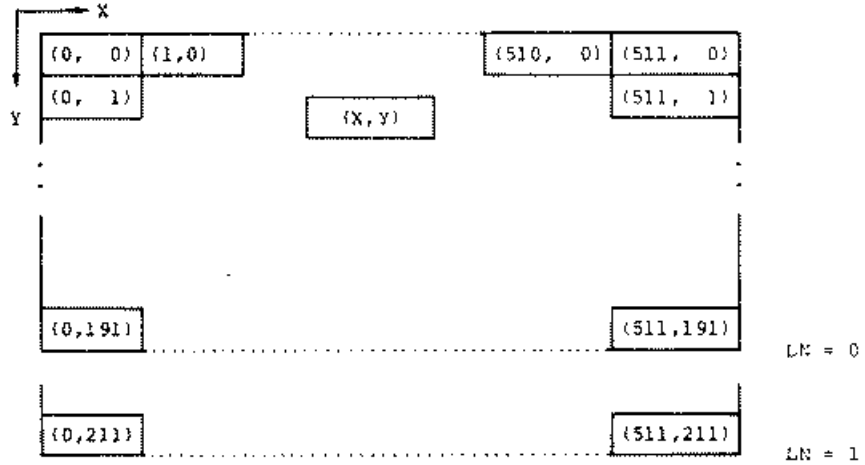 X
(0, 0) (1,0) (510, 0) (511, 0)
(0, 1) (511, 1)
Y (X,Y)
(0,191) (511,191)
LN = 0
(0,211) (511,211)
LN = 1